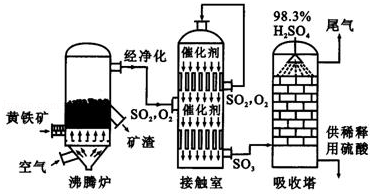 98.3%
H₂SO₄
尾气
经净化
催化剂
SO₂,O₂
SO₂,O₂
催化剂
黄铁矿
矿渣
空气
SO₃
供稀释
用硫酸
沸腾炉
接触室
吸收塔